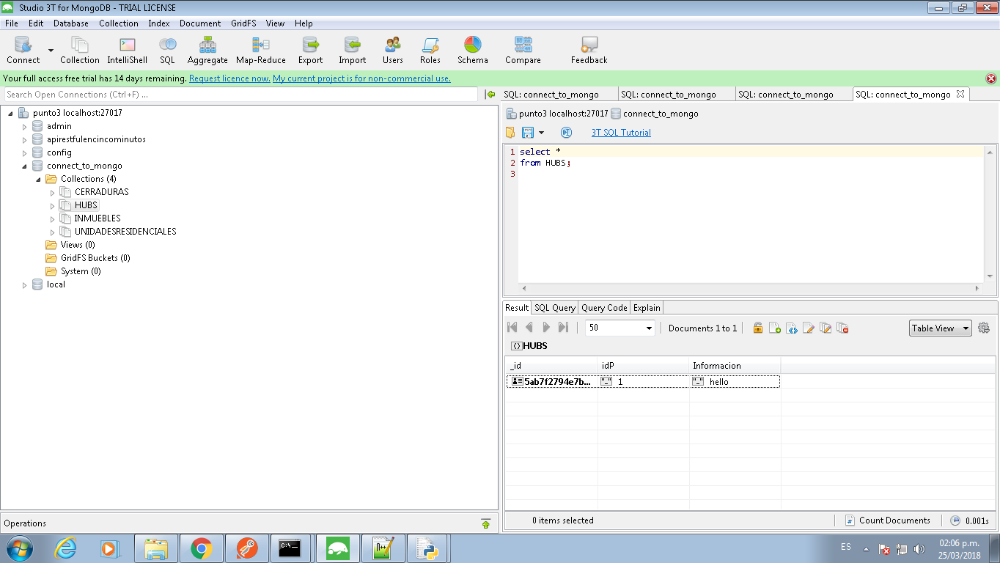 Studio 3T for MongoDB - TRIAL LICENSE
File Edit Database Collection Index Document GridFS View Help
Connect Collection IntelliShell SQL Aggregate Map-Reduce Export Import Users Roles Schema Compare Feedback
Your full access free trial has 14 days remaining. Request licence now. My current project is for non-commercial use.
Search Open Connections (Ctrl+F) ...
punto3 localhost:27017
admin
apirestfulencincominutos
config
connect_to_mongo
Collections (4)
CERRADURAS
HUBS
INMUEBLES
UNIDADESRESIDENCIALES
Views (0)
GridFS Buckets (0)
System (0)
local
Operations
SQL: connect_to_mongo SQL: connect_to_mongo SQL: connect_to_mongo SQL: connect_to_mongo
punto3 localhost:27017 connect_to_mongo
3T SQL Tutorial
1 select *
2 from HUBS;
3
Result SQL Query Query Code Explain
50 Documents 1 to 1 Table View
HUBS
_id idP Informacion
5ab7f2794e7b... 1 hello
0 items selected Count Documents 0.001s
C:\_
ES
02:06 p.m.
25/03/2018